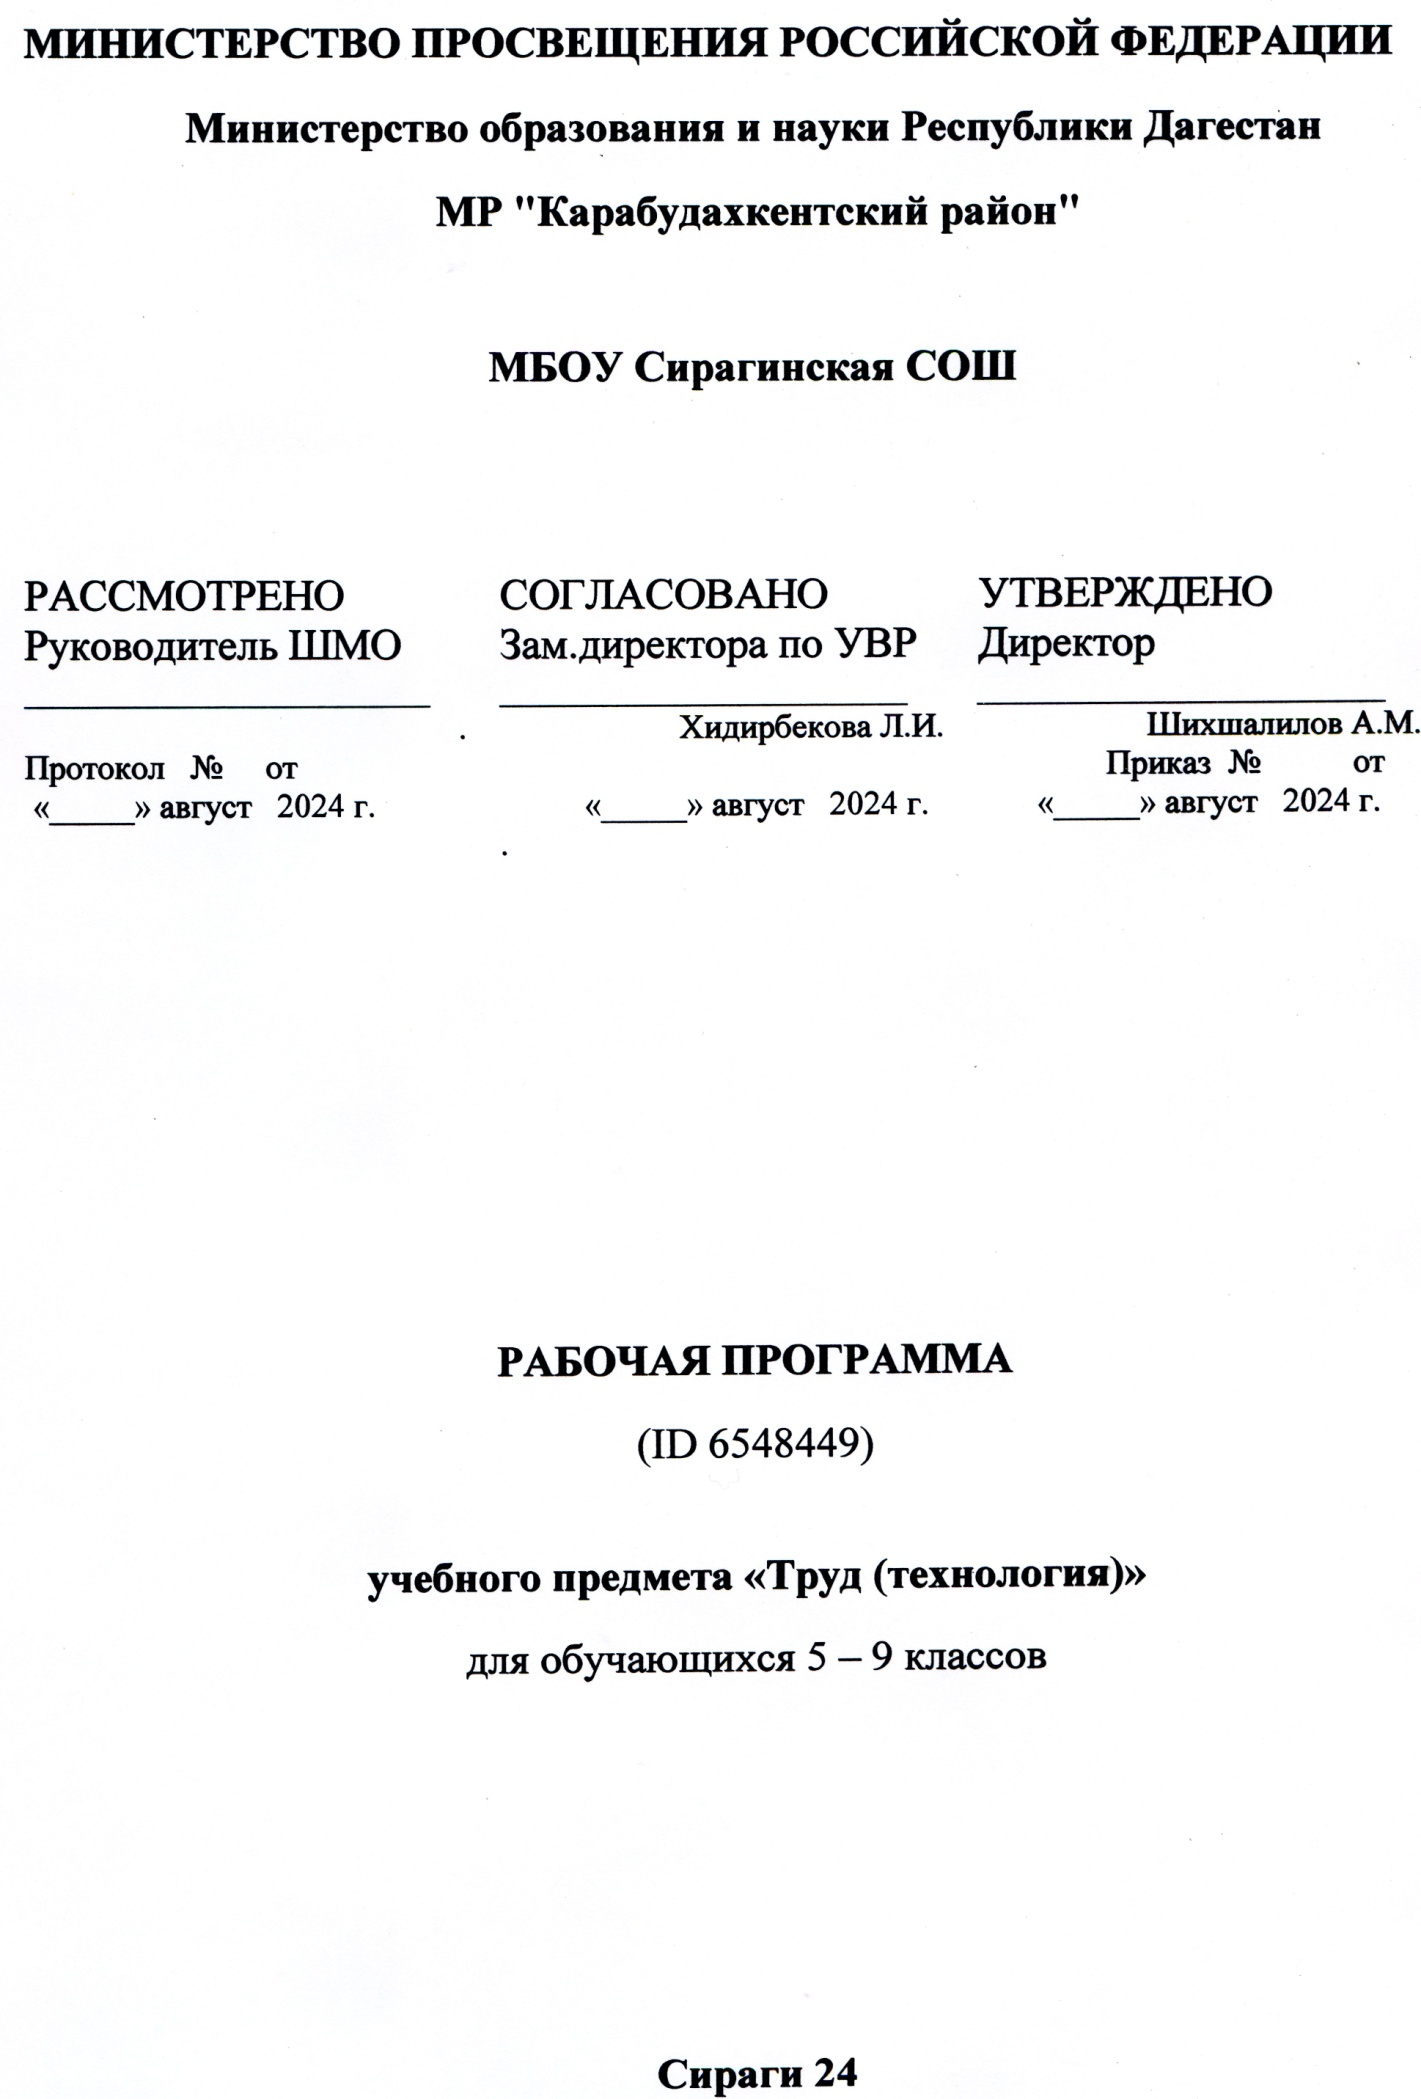 МИНИСТЕРСТВО ПРОСВЕЩЕНИЯ РОССИЙСКОЙ ФЕДЕРАЦИИ
Министерство образования и науки Республики Дагестан
МР "Карабудахкентский район"
МБОУ Сирагинская СОШ
РАССМОТРЕНО
Руководитель ШМО
Протокол № от
«_____» август 2024 г.
СОГЛАСОВАНО
Зам.директора по УВР
Хидирбекова Л.И.
«_____» август 2024 г.
УТВЕРЖДЕНО
Директор
Шихшалилов А.М.
Приказ № от
«_____» август 2024 г.
РАБОЧАЯ ПРОГРАММА
(ID 6548449)
учебного предмета «Труд (технология)»
для обучающихся 5 – 9 классов
Сираги 24